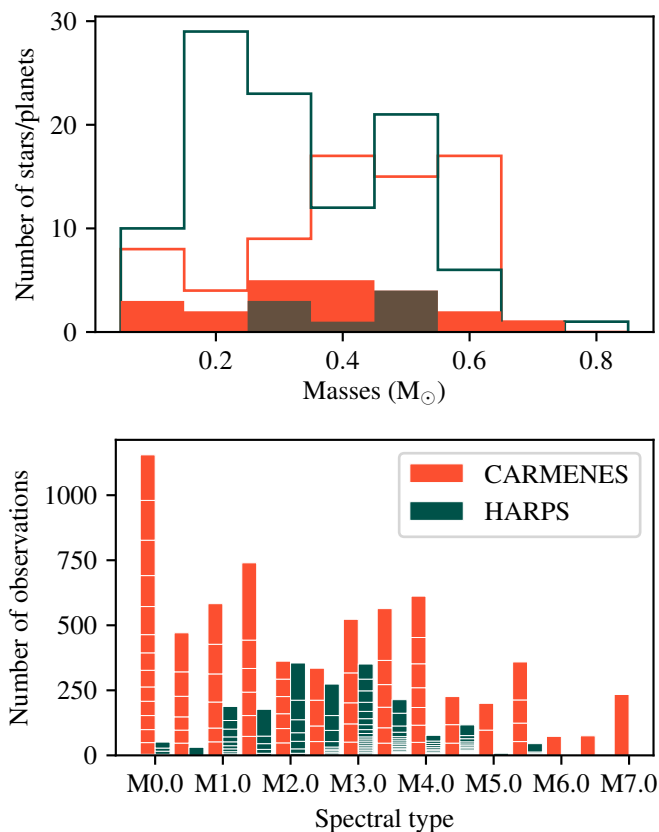 30
20
10
0
Number of stars/planets
0.2 0.4 0.6 0.8
Masses (M☉)
1000
750
500
250
0
Number of observations
CARMENES
HARPS
M0.0 M1.0 M2.0 M3.0 M4.0 M5.0 M6.0 M7.0
Spectral type